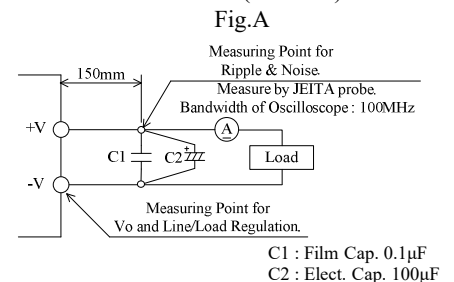 Fig.A
Measuring Point for
Ripple & Noise.
150mm
Measure by JEITA probe.
Bandwidth of Oscilloscope : 100MHz
+V
A
C1
C2
+
Load
-V
Measuring Point for
Vo and Line/Load Regulation.
C1 : Film Cap. 0.1µF
C2 : Elect. Cap. 100µF